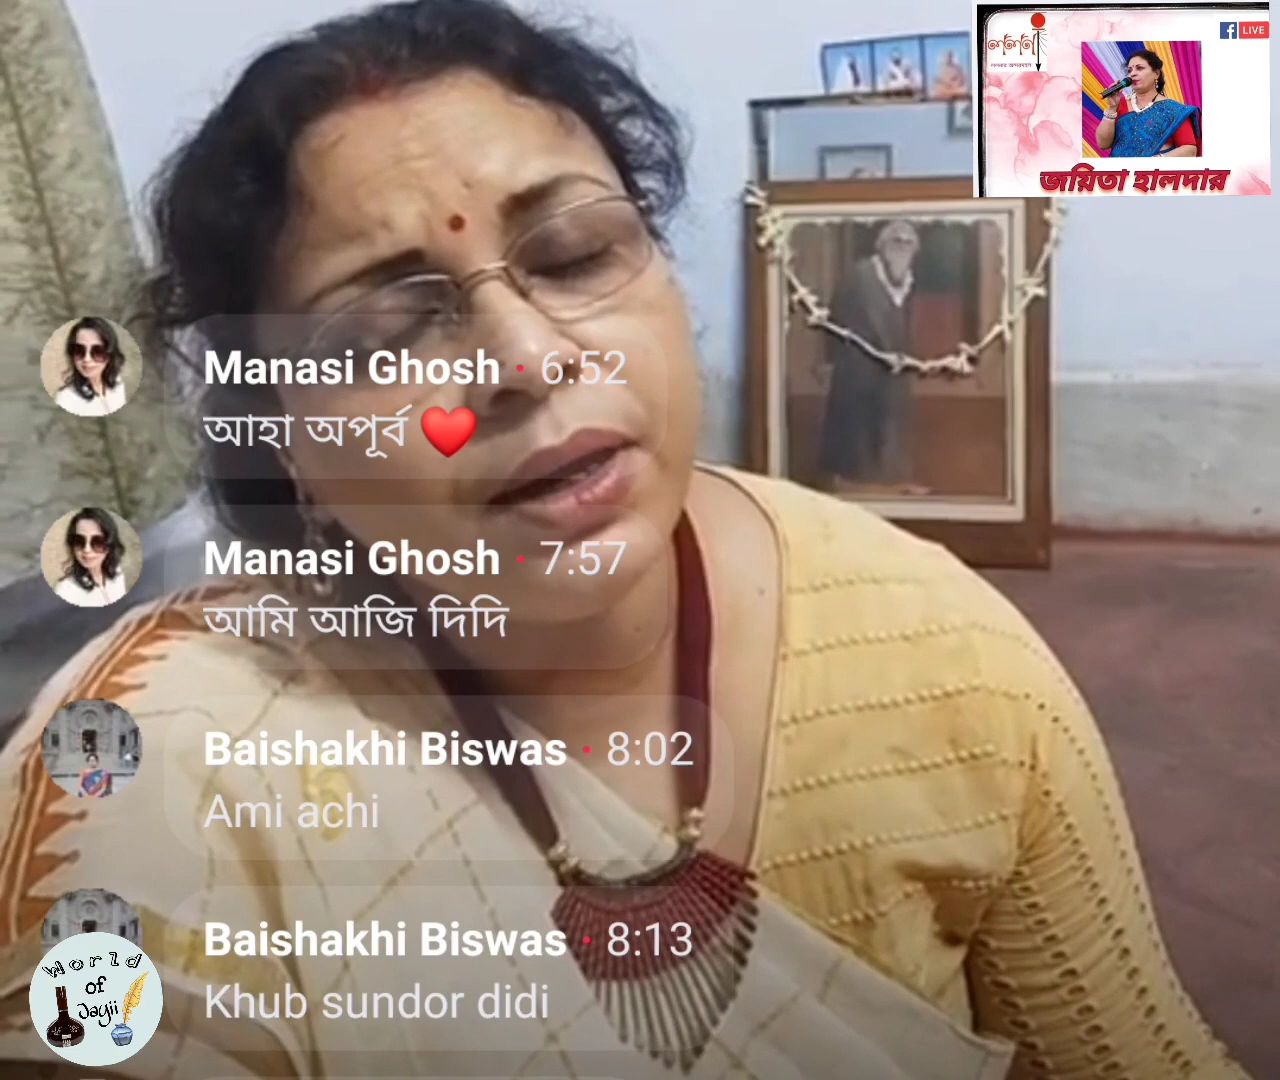 LIVE
জয়িতা হালদার
Manasi Ghosh · 6:52
আহা অপূর্ব ❤️
Manasi Ghosh · 7:57
আমি আজি দিদি
Baishakhi Biswas · 8:02
Ami achi
Baishakhi Biswas · 8:13
Khub sundor didi
World
of
Jayii